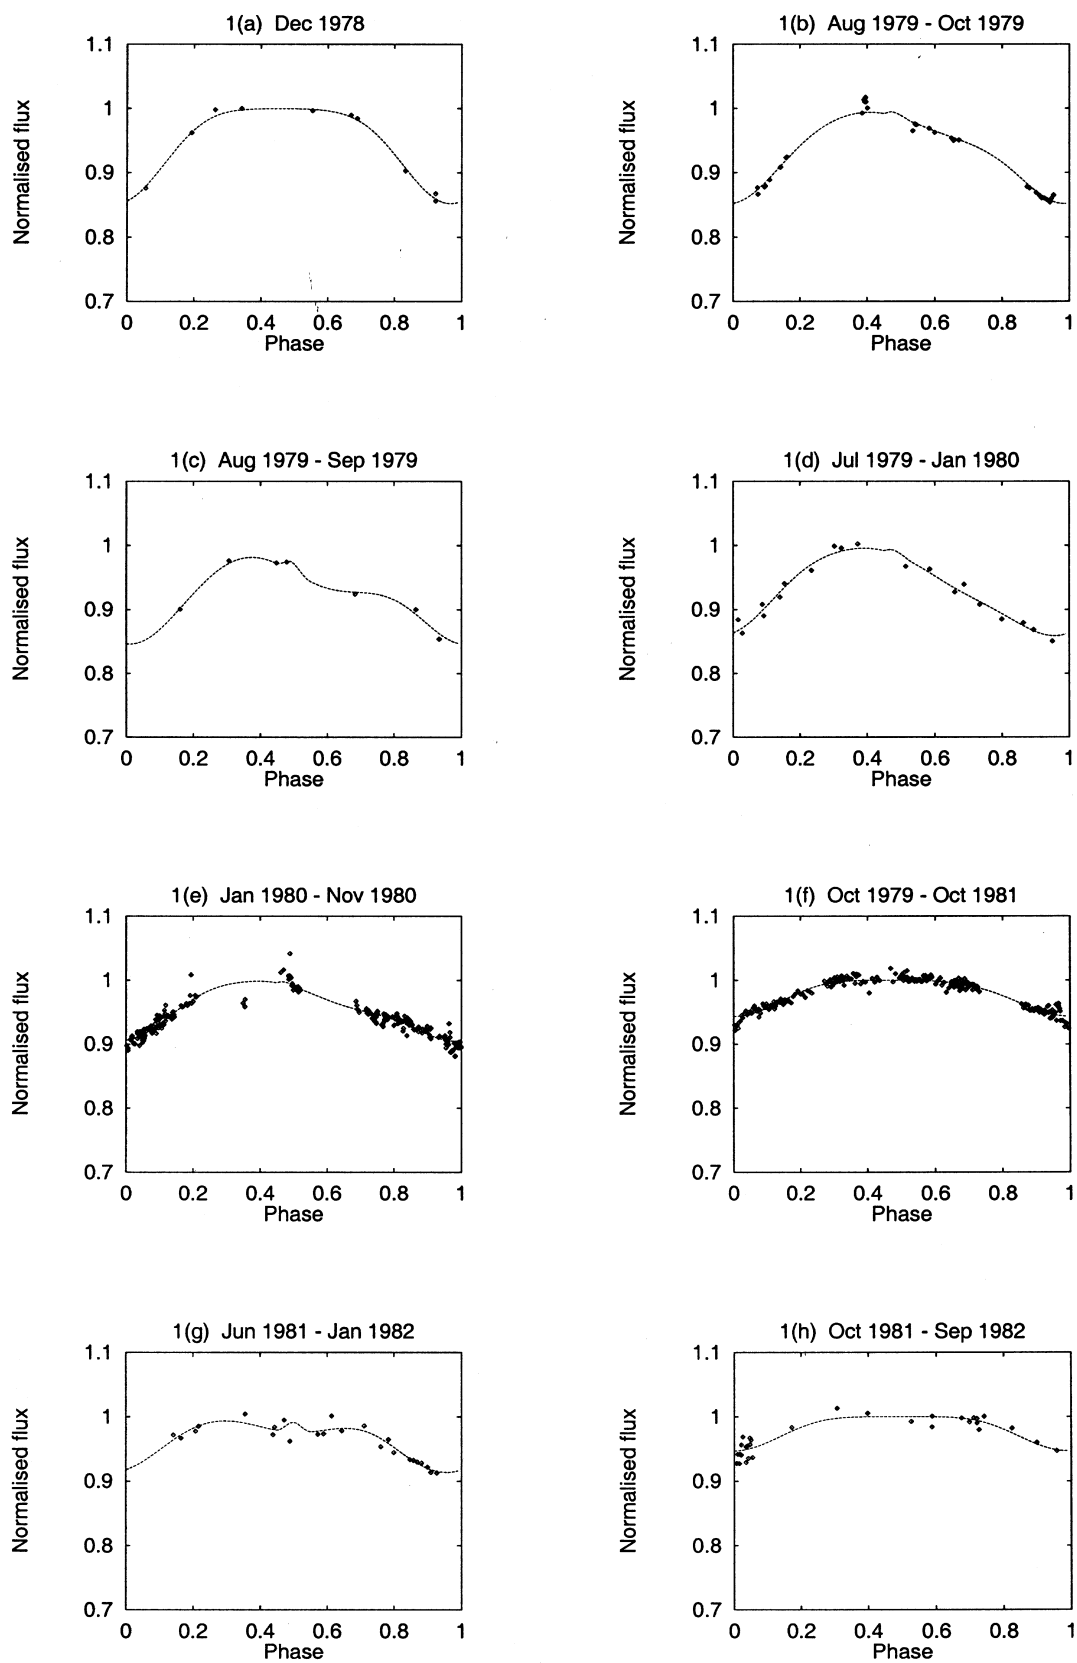 1(a) Dec 1978
Normalised flux
1.1
1
0.9
0.8
0.7
0 0.2 0.4 0.6 0.8 1
Phase
1(b) Aug 1979 - Oct 1979
Normalised flux
1.1
1
0.9
0.8
0.7
0 0.2 0.4 0.6 0.8 1
Phase
1(c) Aug 1979 - Sep 1979
Normalised flux
1.1
1
0.9
0.8
0.7
0 0.2 0.4 0.6 0.8 1
Phase
1(d) Jul 1979 - Jan 1980
Normalised flux
1.1
1
0.9
0.8
0.7
0 0.2 0.4 0.6 0.8 1
Phase
1(e) Jan 1980 - Nov 1980
Normalised flux
1.1
1
0.9
0.8
0.7
0 0.2 0.4 0.6 0.8 1
Phase
1(f) Oct 1979 - Oct 1981
Normalised flux
1.1
1
0.9
0.8
0.7
0 0.2 0.4 0.6 0.8 1
Phase
1(g) Jun 1981 - Jan 1982
Normalised flux
1.1
1
0.9
0.8
0.7
0 0.2 0.4 0.6 0.8 1
Phase
1(h) Oct 1981 - Sep 1982
Normalised flux
1.1
1
0.9
0.8
0.7
0 0.2 0.4 0.6 0.8 1
Phase